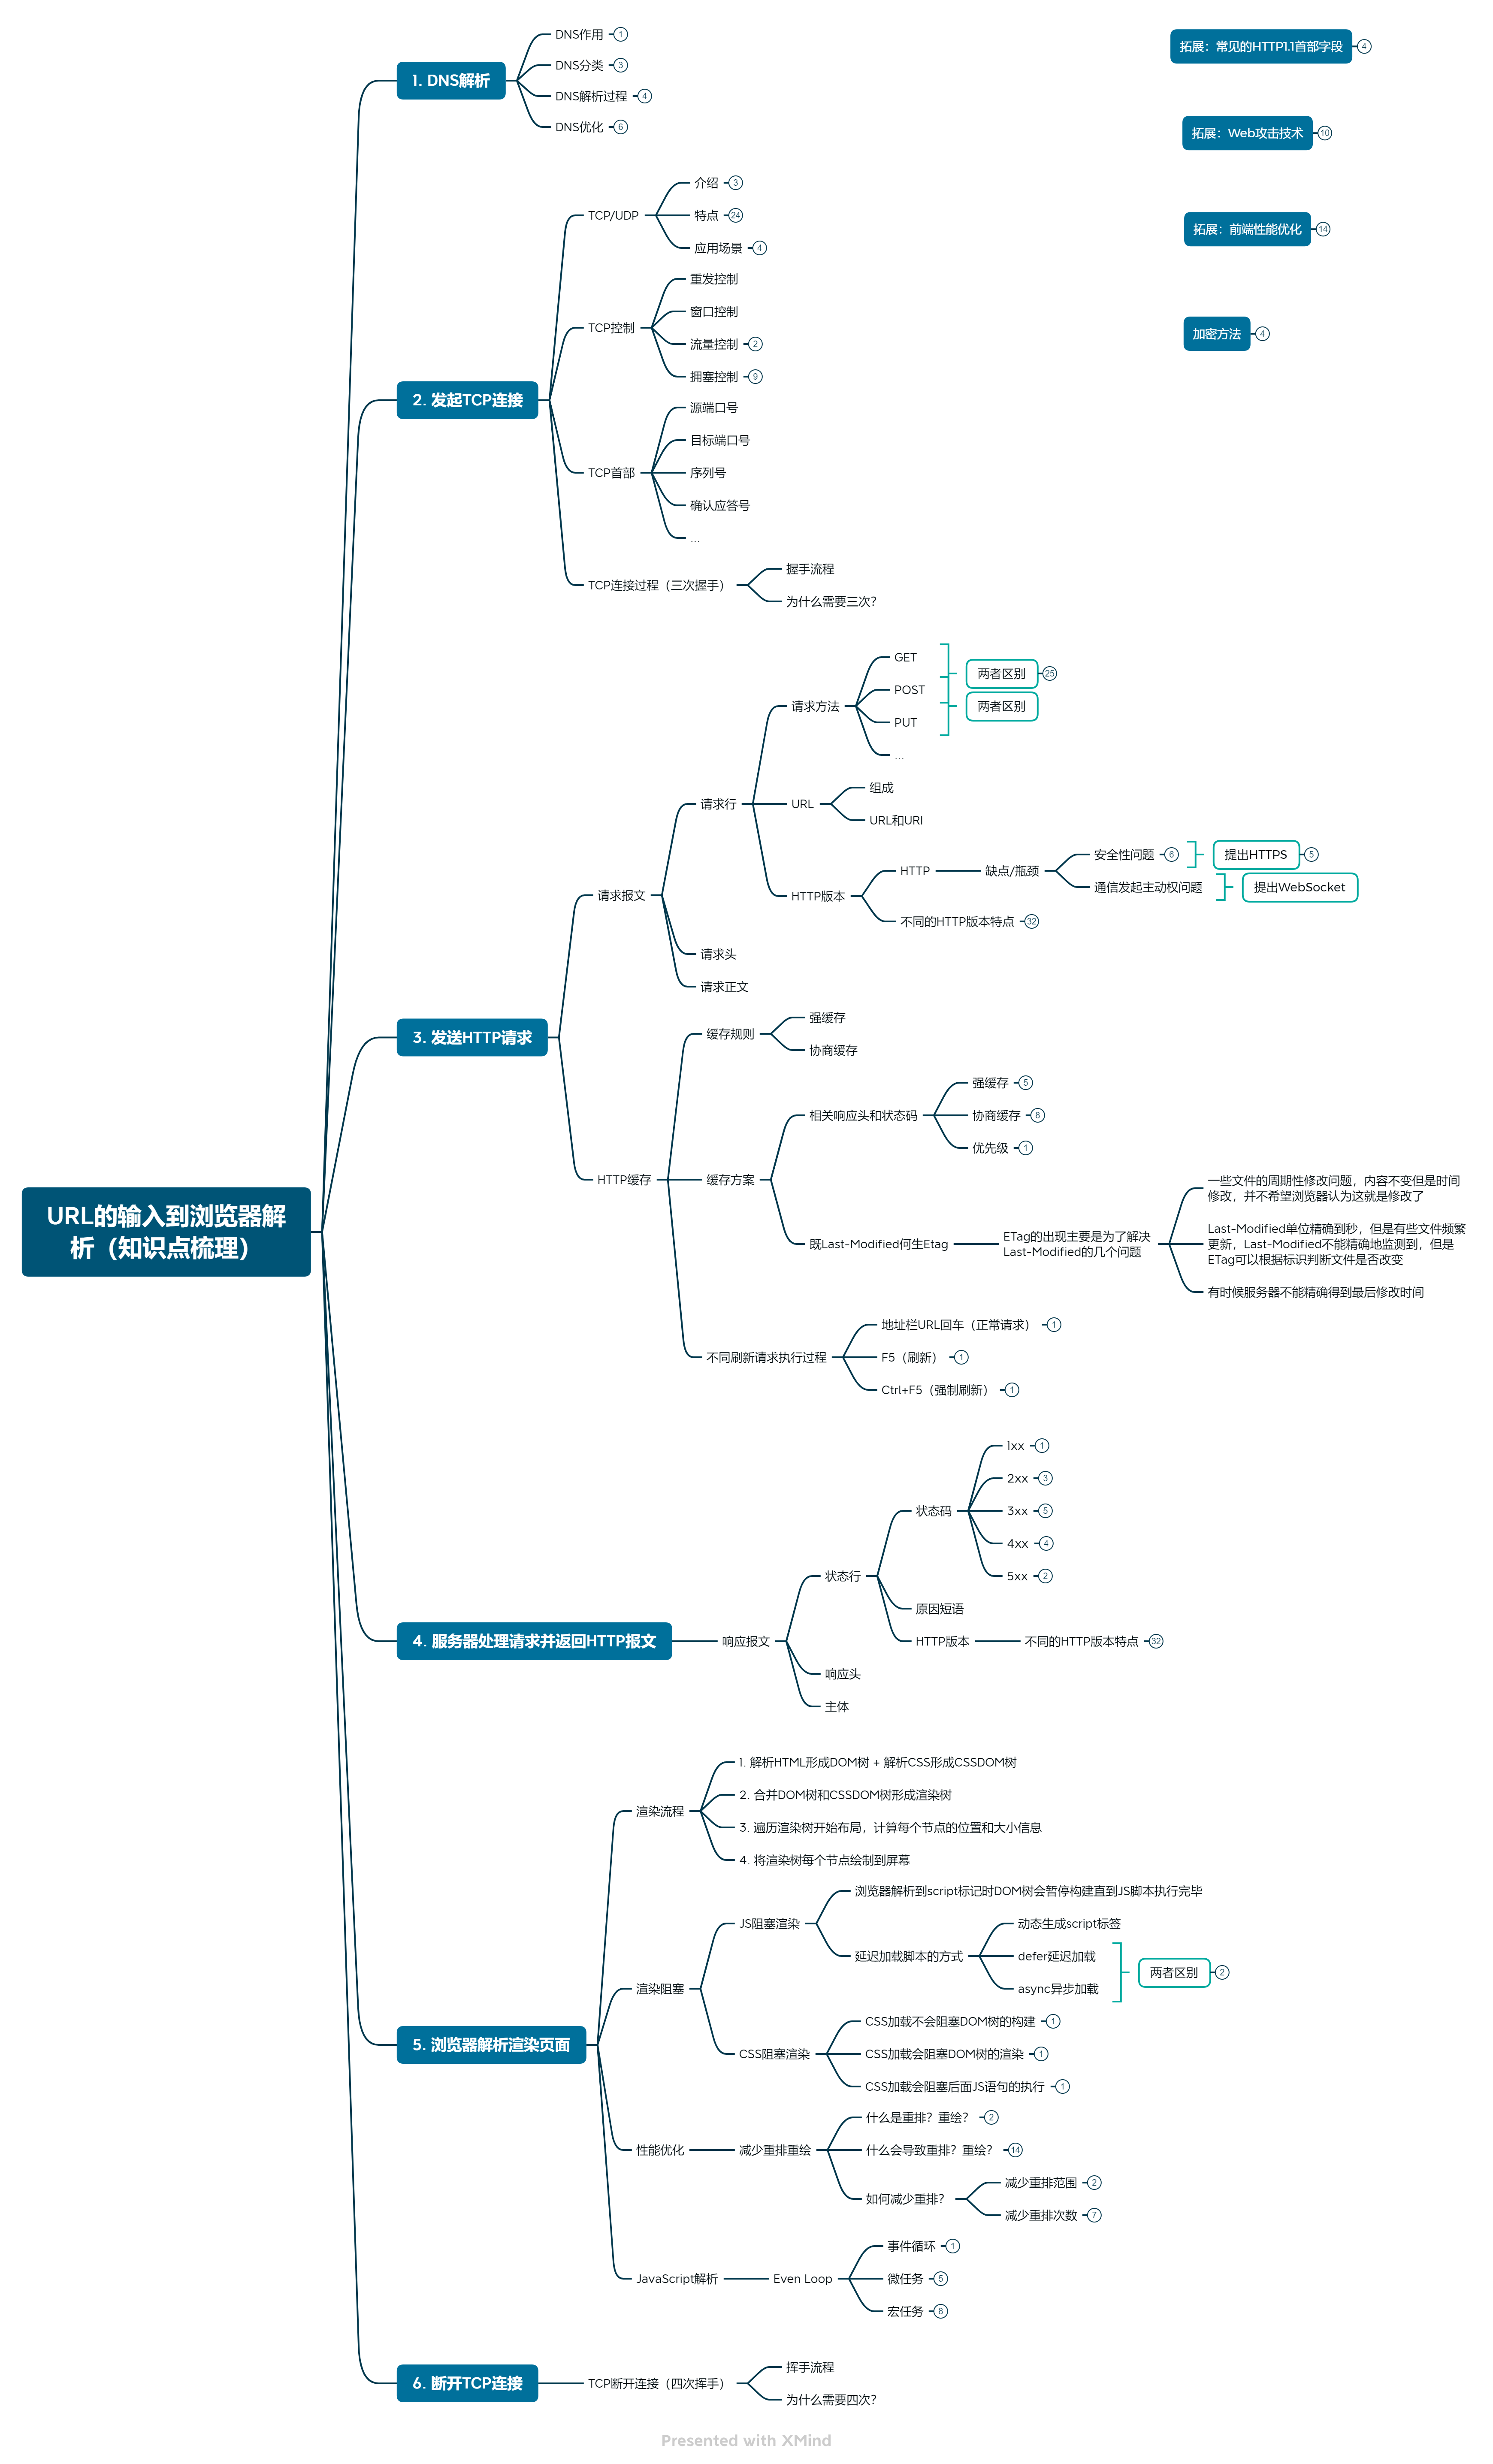 URL的输入到浏览器解
析（知识点梳理）
1. DNS解析
DNS作用 1
DNS分类 3
DNS解析过程 4
DNS优化 6
2. 发起TCP连接
TCP/UDP
介绍 3
特点 24
应用场景 4
TCP控制
重发控制
窗口控制
流量控制 2
拥塞控制 9
TCP首部
源端口号
目标端口号
序列号
确认应答号
...
TCP连接过程（三次握手）
握手流程
为什么需要三次？
3. 发送HTTP请求
请求报文
请求行
请求方法
GET
POST
PUT
...
两者区别 25
两者区别
URL
组成
URL和URI
HTTP版本
HTTP
缺点/瓶颈
安全性问题 6
提出HTTPS 5
通信发起主动权问题
提出WebSocket
不同的HTTP版本特点 32
请求头
请求正文
HTTP缓存
缓存规则
强缓存
协商缓存
缓存方案
相关响应头和状态码
强缓存 5
协商缓存 8
优先级 1
既Last-Modified何生Etag
ETag的出现主要是为了解决
Last-Modified的几个问题
一些文件的周期性修改问题，内容不变但是时间
修改，并不希望浏览器认为这就是修改了
Last-Modified单位精确到秒，但是有些文件频繁
更新，Last-Modified不能精确地监测到，但是
ETag可以根据标识判断文件是否改变
有时候服务器不能精确得到最后修改时间
不同刷新请求执行过程
地址栏URL回车（正常请求） 1
F5（刷新） 1
Ctrl+F5（强制刷新） 1
4. 服务器处理请求并返回HTTP报文
响应报文
状态行
状态码
1xx 1
2xx 3
3xx 5
4xx 4
5xx 2
原因短语
HTTP版本
不同的HTTP版本特点 32
响应头
主体
5. 浏览器解析渲染页面
渲染流程
1. 解析HTML形成DOM树 + 解析CSS形成CSSDOM树
2. 合并DOM树和CSSDOM树形成渲染树
3. 遍历渲染树开始布局，计算每个节点的位置和大小信息
4. 将渲染树每个节点绘制到屏幕
渲染阻塞
JS阻塞渲染
浏览器解析到script标记时DOM树会暂停构建直到JS脚本执行完毕
延迟加载脚本的方式
动态生成script标签
defer延迟加载
async异步加载
两者区别 2
CSS阻塞渲染
CSS加载不会阻塞DOM树的构建 1
CSS加载会阻塞DOM树的渲染 1
CSS加载会阻塞后面JS语句的执行 1
性能优化
减少重排重绘
什么是重排？重绘？ 2
什么会导致重排？重绘？ 14
如何减少重排？
减少重排范围 2
减少重排次数 7
JavaScript解析
Even Loop
事件循环 1
微任务 5
宏任务 8
6. 断开TCP连接
TCP断开连接（四次挥手）
挥手流程
为什么需要四次？
拓展：常见的HTTP1.1首部字段 4
拓展：Web攻击技术 10
拓展：前端性能优化 14
加密方法 4
Presented with XMind